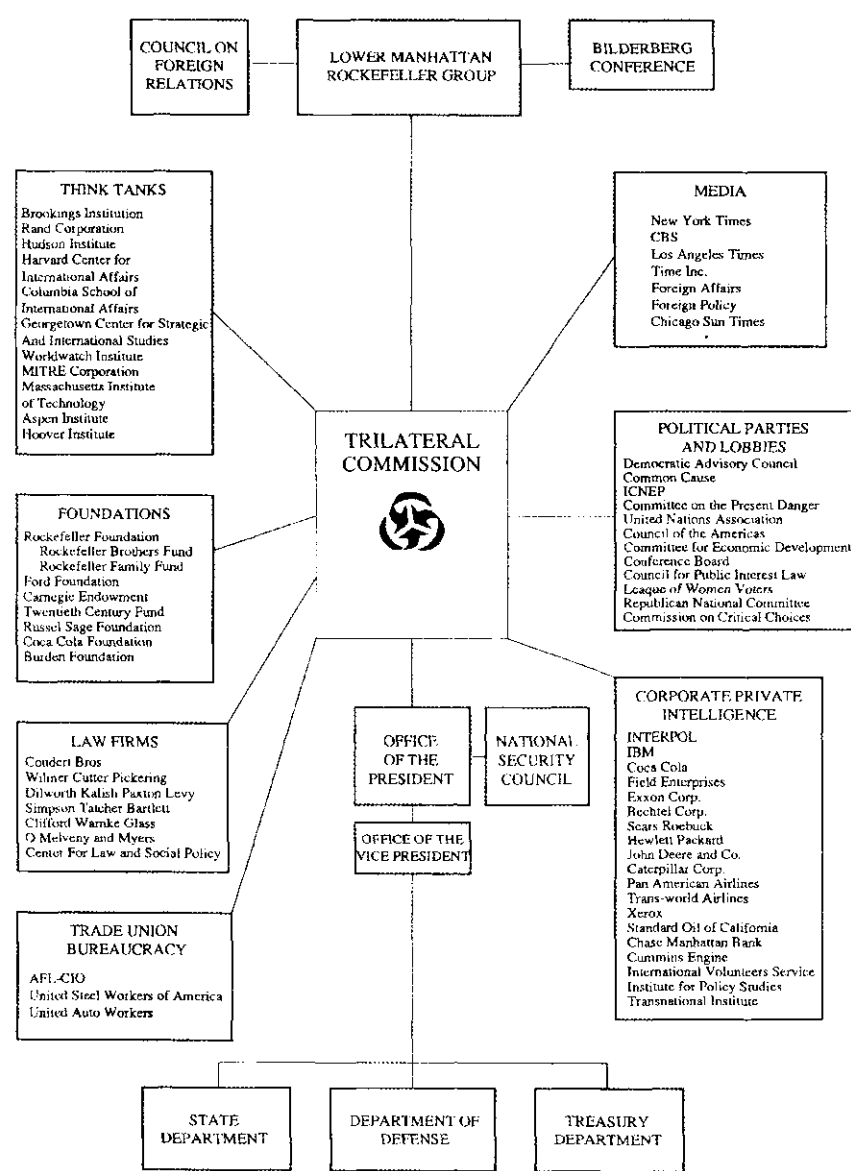 COUNCIL ON
FOREIGN
RELATIONS
LOWER MANHATTAN
ROCKEFELLER GROUP
BILDERBERG
CONFERENCE
THINK TANKS
Brookings Institution
Rand Corporation
Hudson Institute
Harvard Center for
International Affairs
Columbia School of
International Affairs
Georgetown Center for Strategic
And International Studies
Worldwatch Institute
MITRE Corporation
Massachusetts Institute
of Technology
Aspen Institute
Hoover Institute
MEDIA
New York Times
CBS
Los Angeles Times
Time Inc.
Foreign Affairs
Foreign Policy
Chicago Sun Times
TRILATERAL
COMMISSION
POLITICAL PARTIES
AND LOBBIES
Democratic Advisory Council
Common Cause
ICNEP
Committee on the Present Danger
United Nations Association
Council of the Americas
Committee for Economic Development
Conference Board
Council for Public Interest Law
Leaque of Women Voters
Republican National Committee
Commission on Critical Choices
FOUNDATIONS
Rockefeller Foundation
Rockefeller Brothers Fund
Rockefeller Family Fund
Ford Foundation
Carnegie Endowment
Twentieth Century Fund
Russel Sage Foundation
Coca Cola Foundation
Burden Foundation
LAW FIRMS
Coudert Bros
Wilmer Cutter Pickering
Dilworth Kalish Paxton Levy
Simpson Tatcher Bartlett
Clifford Warnke Glass
O Melveny and Myers
Center For Law and Social Policy
OFFICE
OF THE
PRESIDENT
NATIONAL
SECURITY
COUNCIL
OFFICE OF THE
VICE PRESIDENT
CORPORATE PRIVATE
INTELLIGENCE
INTERPOL
IBM
Coca Cola
Field Enterprises
Exxon Corp.
Bechtel Corp.
Sears Roebuck
Hewlett Packard
John Deere and Co.
Caterpillar Corp.
Pan American Airlines
Trans-world Airlines
Xerox
Standard Oil of California
Chase Manhattan Bank
Cummins Engine
International Volunteers Service
Institute for Policy Studies
Transnational Institute
TRADE UNION
BUREAUCRACY
AFL-CIO
United Steel Workers of America
United Auto Workers
STATE
DEPARTMENT
DEPARTMENT OF
DEFENSE
TREASURY
DEPARTMENT